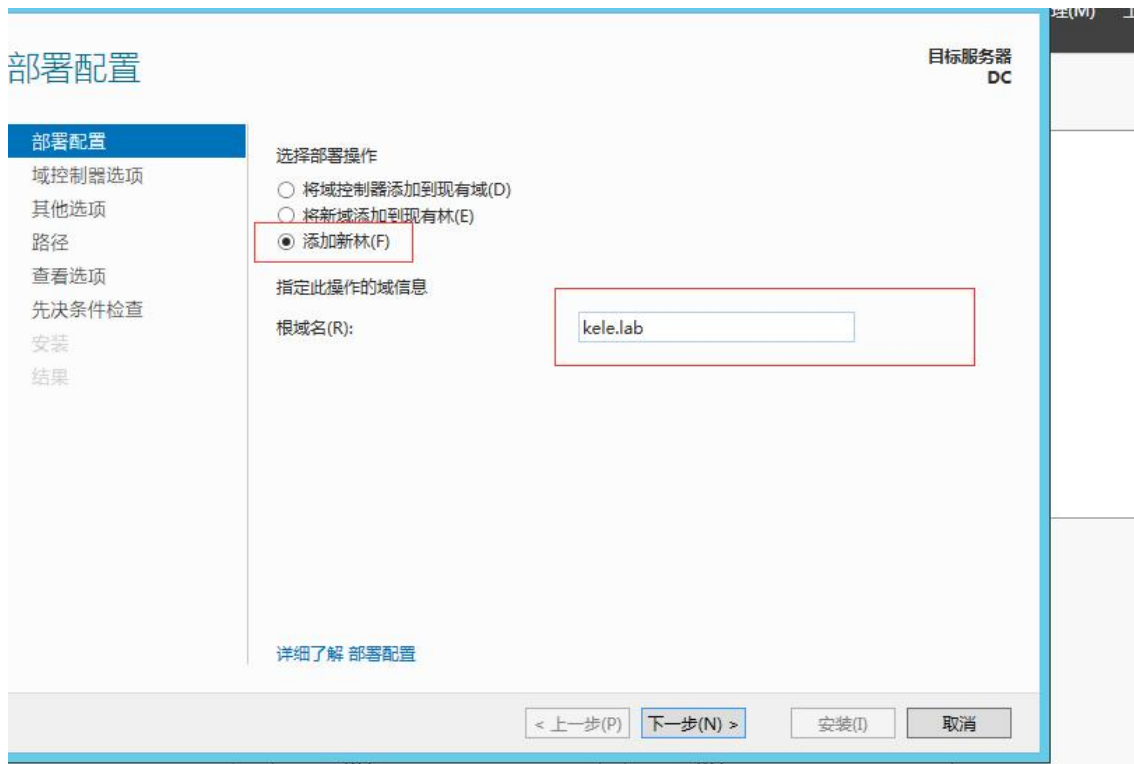 理(M)
部署配置
目标服务器
DC
部署配置
域控制器选项
其他选项
路径
查看选项
先决条件检查
安装
结果
选择部署操作
将域控制器添加到现有域(D)
将新域添加到现有林(E)
添加新林(F)
指定此操作的域信息
根域名(R): kele.lab
详细了解 部署配置
< 上一步(P) 下一步(N) > 安装(I) 取消